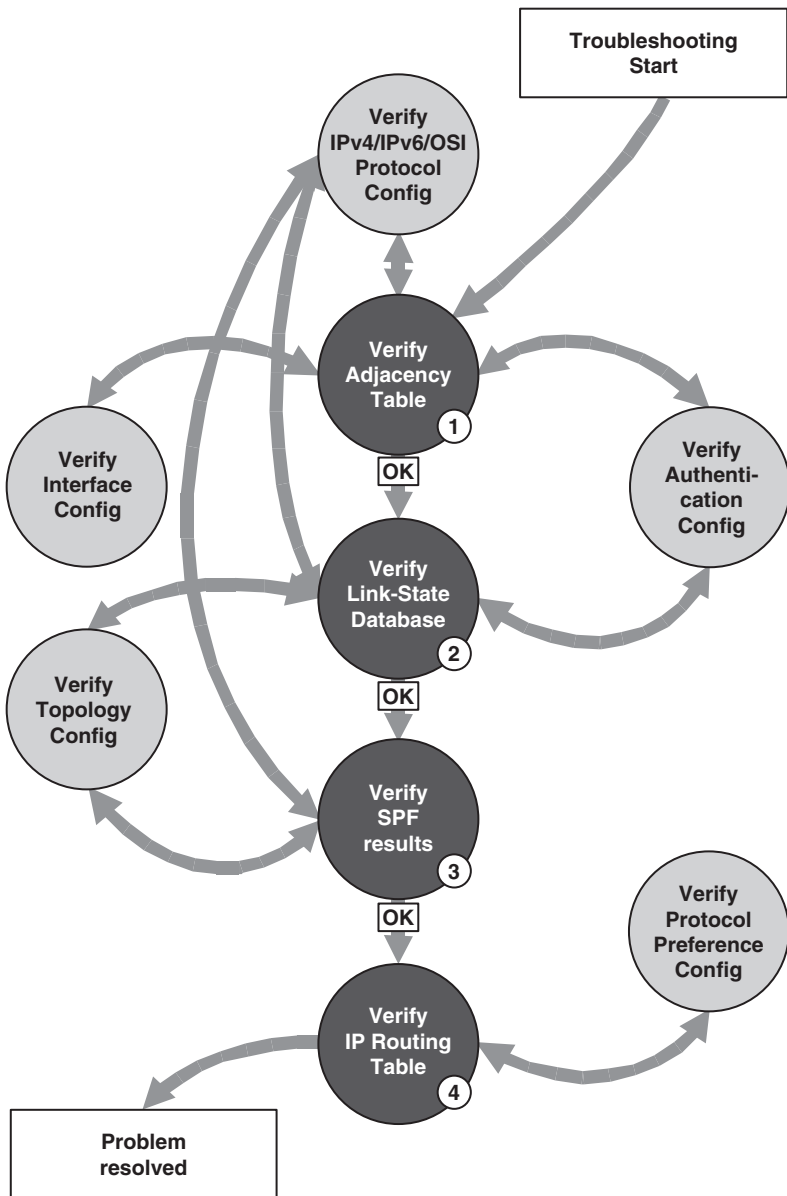 Troubleshooting
Start
Verify
IPv4/IPv6/OSI
Protocol
Config
Verify
Adjacency
Table
1
OK
Verify
Interface
Config
Verify
Authenti-
cation
Config
Verify
Link-State
Database
2
OK
Verify
Topology
Config
Verify
SPF
results
3
OK
Verify
Protocol
Preference
Config
Verify
IP Routing
Table
4
Problem
resolved